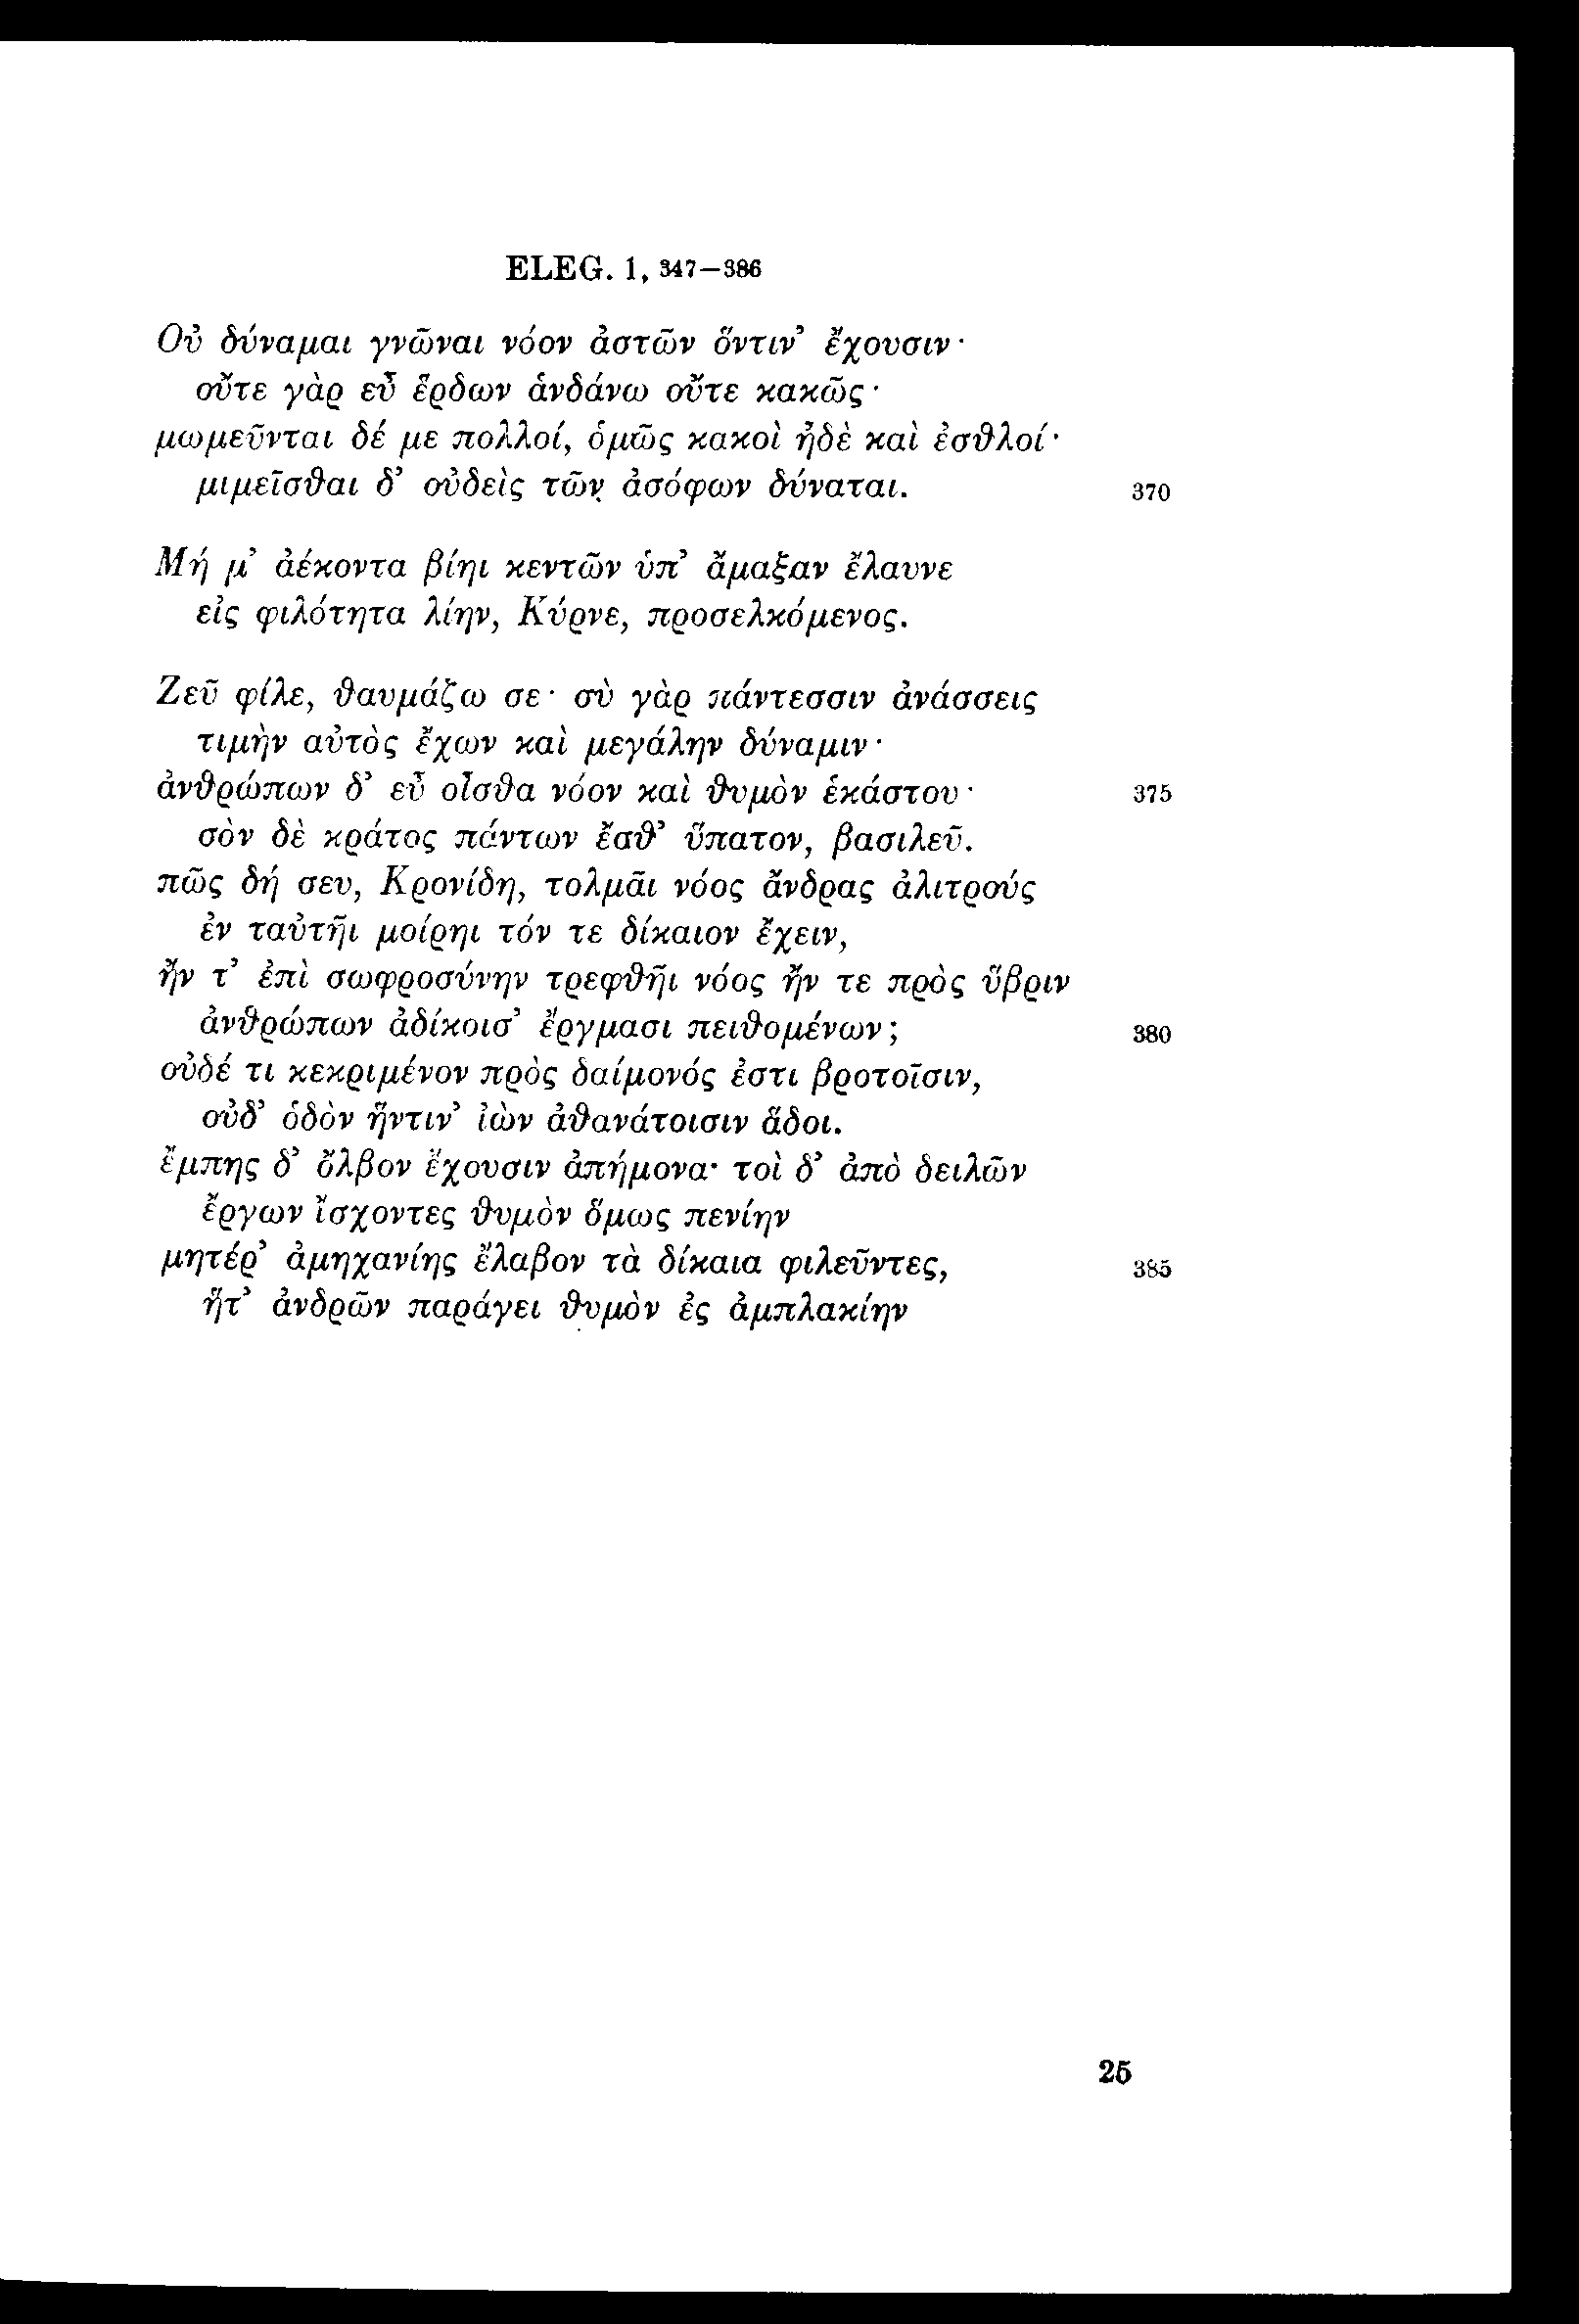 ELEG. 1, 347–386
Οὐ δύναμαι γνῶναι νόον ἀστῶν ὅντιν’ ἔχουσιν·
οὔτε γὰρ εὖ ἔρδων ἁνδάνω οὔτε κακῶς·
μωμεῦνται δέ με πολλοί, ὁμῶς κακοὶ ἠδὲ καὶ ἐσθλοί·
μιμεῖσθαι δ’ οὐδεὶς τῶν ἀσόφων δύναται. 370
Μή μ’ ἀέκοντα βίηι κεντῶν ὑπ’ ἄμαξαν ἔλαυνε
εἰς φιλότητα λίην, Κύρνε, προσελκόμενος.
Ζεῦ φίλε, θαυμάζω σε· σὺ γὰρ πάντεσσιν ἀνάσσεις
τιμὴν αὐτὸς ἔχων καὶ μεγάλην δύναμιν·
ἀνθρώπων δ’ εὖ οἶσθα νόον καὶ θυμὸν ἑκάστου· 375
σὸν δὲ κράτος πάντων ἔσθ’ ὕπατον, βασιλεῦ.
πῶς δή σευ, Κρονίδη, τολμᾶι νόος ἄνδρας ἀλιτρούς
ἐν ταὐτῆι μοίρηι τόν τε δίκαιον ἔχειν,
ἤν τ’ ἐπὶ σωφροσύνην τρεφθῆι νόος ἤν τε πρὸς ὕβριν
ἀνθρώπων ἀδίκοισ’ ἔργμασι πειθομένων; 380
οὐδέ τι κεκριμένον πρὸς δαίμονός ἐστι βροτοῖσιν,
οὐδ’ ὁδὸν ἥντιν’ ἰὼν ἀθανάτοισιν ἅδοι.
ἔμπης δ’ ὄλβον ἔχουσιν ἀπήμονα· τοὶ δ’ ἀπὸ δειλῶν
ἔργων ἴσχοντες θυμὸν ὅμως πενίην
μητέρ’ ἀμηχανίης ἔλαβον τὰ δίκαια φιλεῦντες, 385
ἥτ’ ἀνδρῶν παράγει θυμὸν ἐς ἀμπλακίην
25